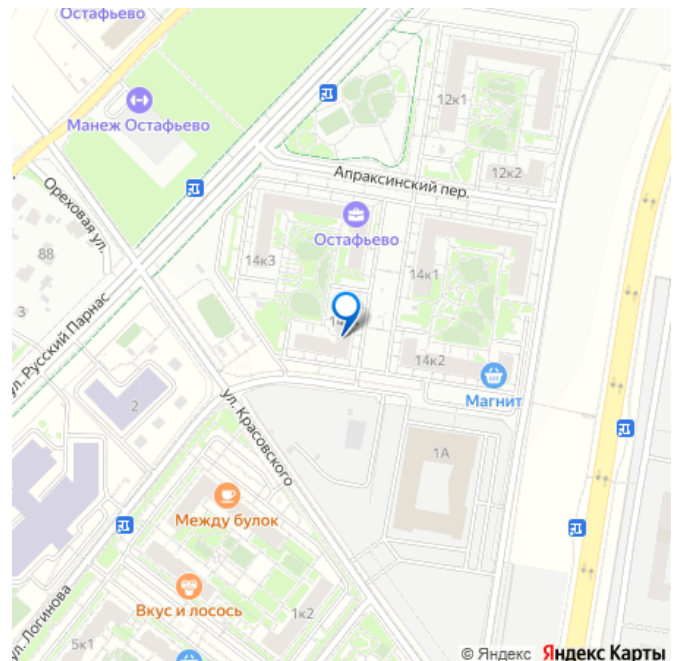 Остафьево
12к1
Манеж Остафьево
12к2
Апраксинский пер.
Ореховая ул.
Остафьево
88
14к3
14к1
3
ул. Русский Парнас
14к2
Магнит
2
ул. Красовского
1А
Между булок
Вкус и лосось
1к2
ул. Логинова
5к1
© Яндекс Яндекс Карты